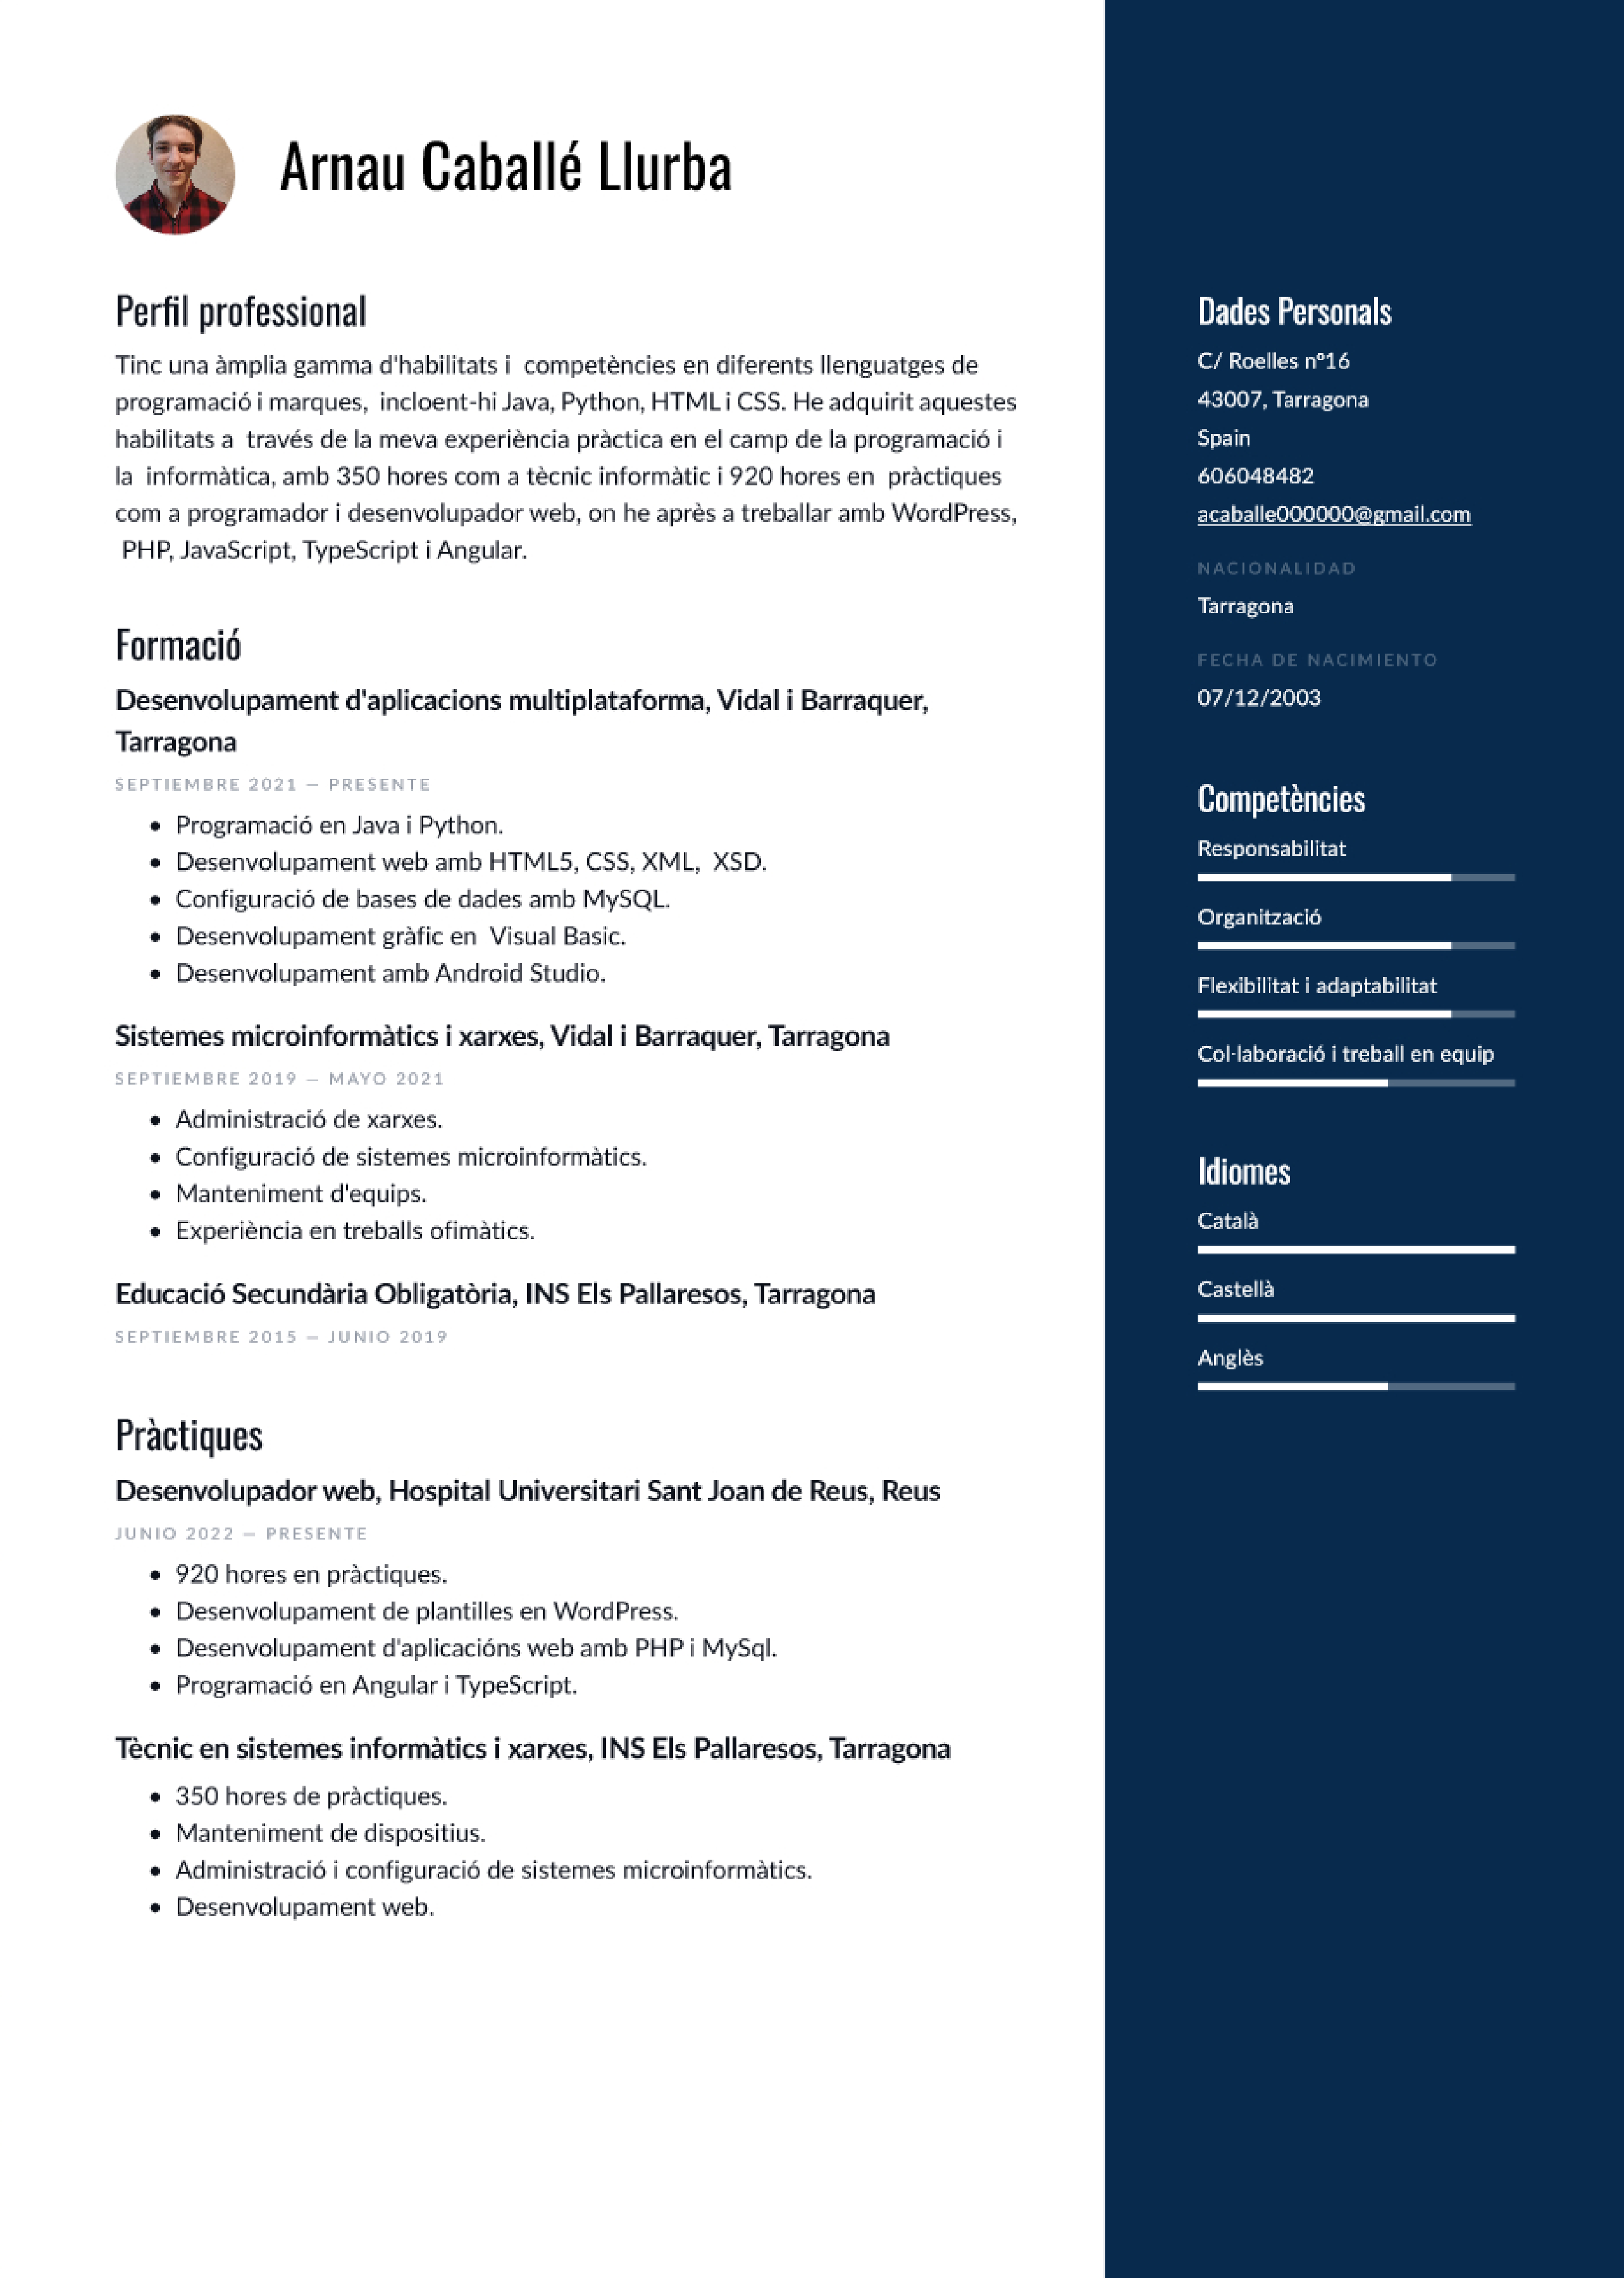 Arnau Caballé Llurba
Perfil professional
Tinc una àmplia gamma d'habilitats i  competències en diferents llenguatges de
programació i marques,  incloent-hi Java, Python, HTML i CSS. He adquirit aquestes
habilitats a  través de la meva experiència pràctica en el camp de la programació i
la  informàtica, amb 350 hores com a tècnic informàtic i 920 hores en  pràctiques
com a programador i desenvolupador web, on he après a treballar amb WordPress,
PHP, JavaScript, TypeScript i Angular.
Formació
Desenvolupament d'aplicacions multiplataforma, Vidal i Barraquer,
Tarragona
SEPTIEMBRE 2021 — PRESENTE
• Programació en Java i Python.
• Desenvolupament web amb HTML5, CSS, XML,  XSD.
• Configuració de bases de dades amb MySQL.
• Desenvolupament gràfic en  Visual Basic.
• Desenvolupament amb Android Studio.
Sistemes microinformàtics i xarxes, Vidal i Barraquer, Tarragona
SEPTIEMBRE 2019 — MAYO 2021
• Administració de xarxes.
• Configuració de sistemes microinformàtics.
• Manteniment d'equips.
• Experiència en treballs ofimàtics.
Educació Secundària Obligatòria, INS Els Pallaresos, Tarragona
SEPTIEMBRE 2015 — JUNIO 2019
Pràctiques
Desenvolupador web, Hospital Universitari Sant Joan de Reus, Reus
JUNIO 2022 — PRESENTE
• 920 hores en pràctiques.
• Desenvolupament de plantilles en WordPress.
• Desenvolupament d'aplicacións web amb PHP i MySql.
• Programació en Angular i TypeScript.
Tècnic en sistemes informàtics i xarxes, INS Els Pallaresos, Tarragona
• 350 hores de pràctiques.
• Manteniment de dispositius.
• Administració i configuració de sistemes microinformàtics.
• Desenvolupament web.
Dades Personals
C/ Roelles nº16
43007, Tarragona
Spain
606048482
acaballe000000@gmail.com
NACIONALIDAD
Tarragona
FECHA DE NACIMIENTO
07/12/2003
Competències
Responsabilitat
Organització
Flexibilitat i adaptabilitat
Col·laboració i treball en equip
Idiomes
Català
Castellà
Anglès